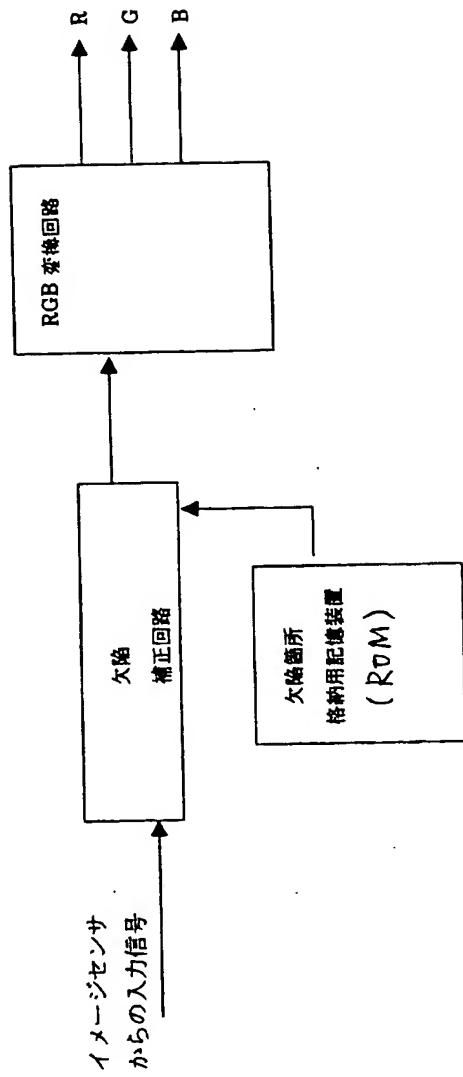 イメージセンサ
からの入力信号
欠陥
補正回路
欠陥箇所
格納用記憶装置
(ROM)
RGB 変換回路
R
G
B